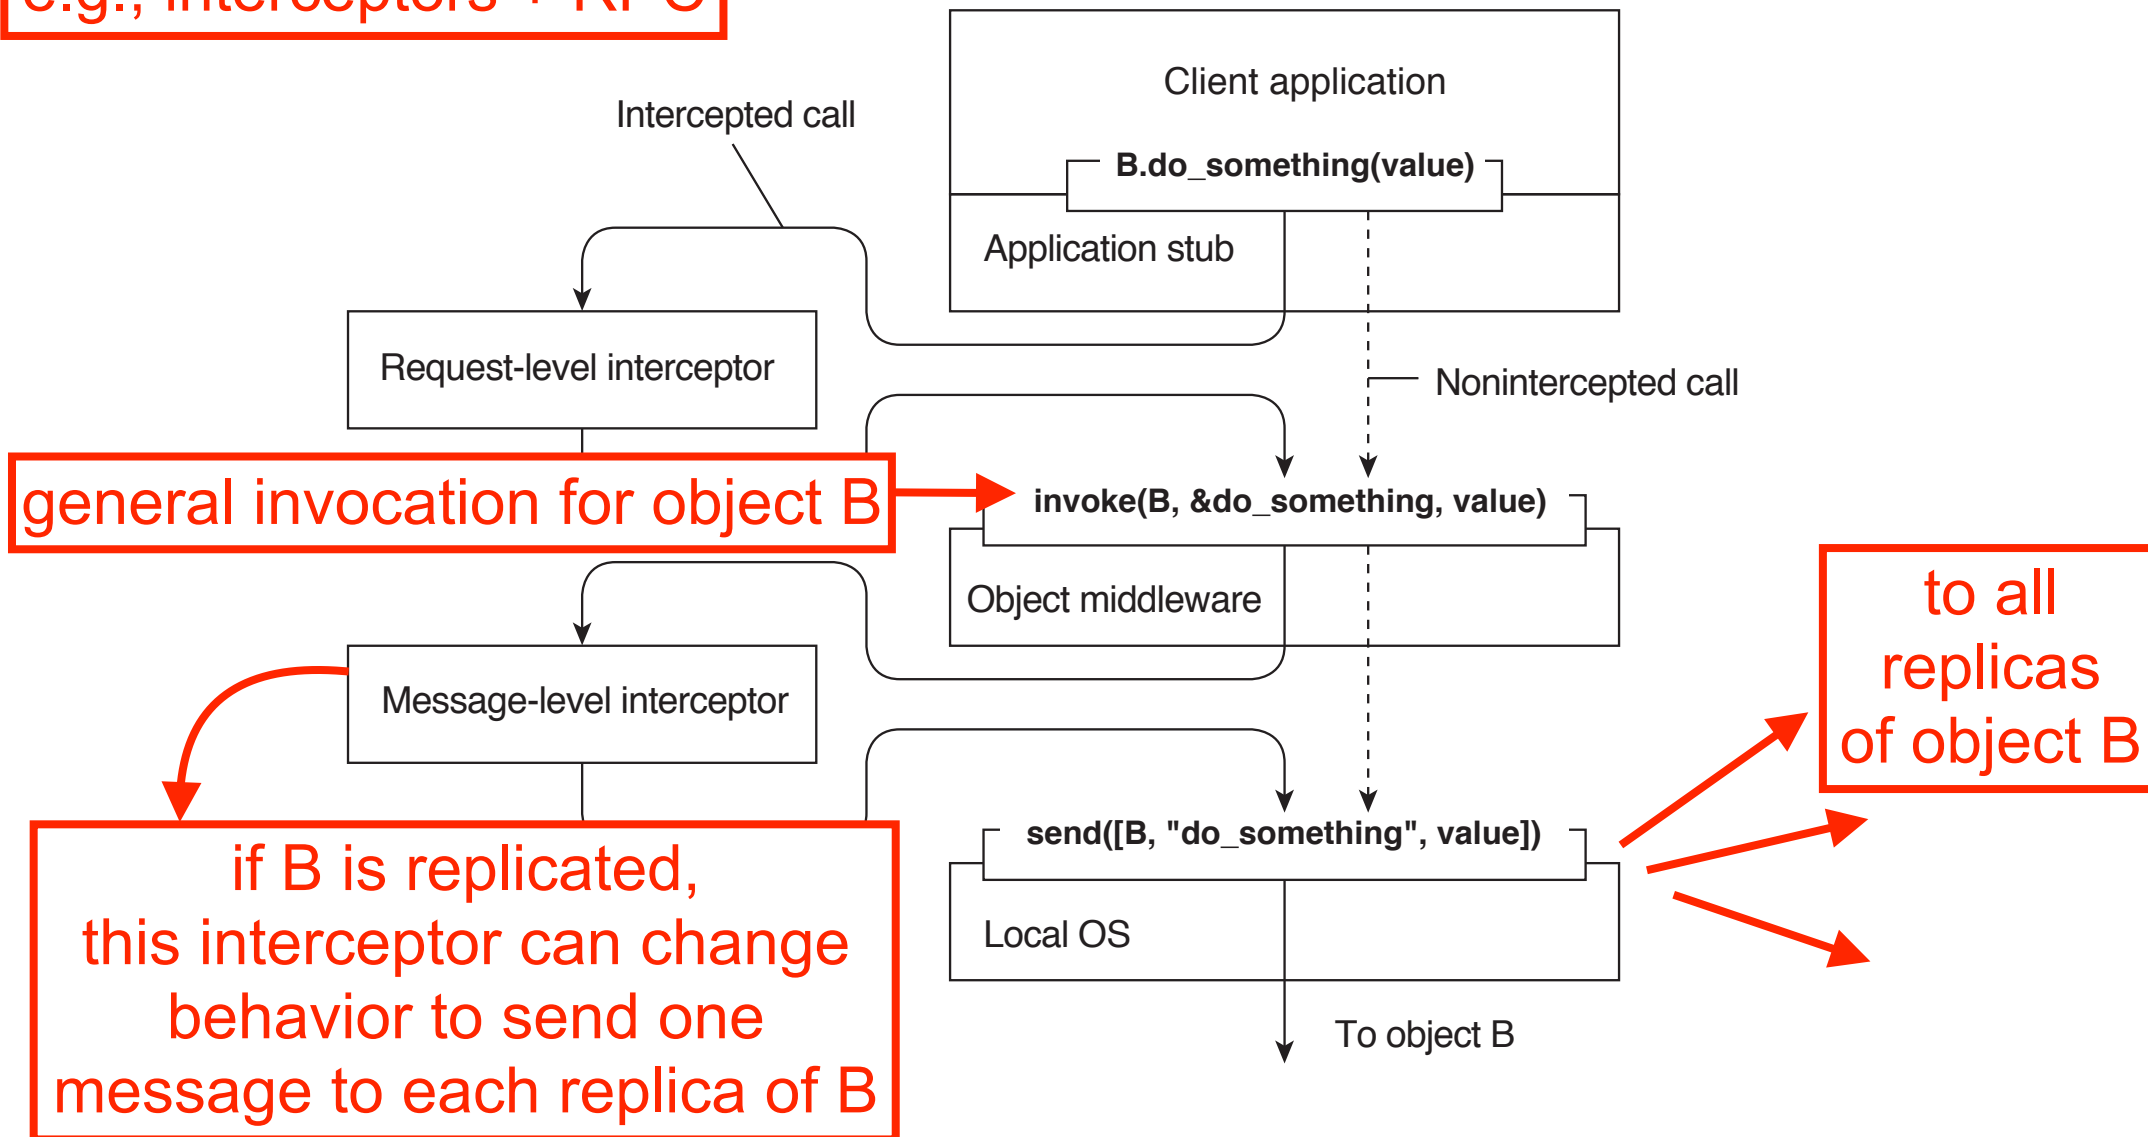 e.g., interceptors + RPC
Client application
Intercepted call
B.do_something(value)
Application stub
Request-level interceptor
Nonintercepted call
general invocation for object B
invoke(B, &do_something, value)
Object middleware
to all
replicas
of object B
Message-level interceptor
send([B, "do_something", value])
if B is replicated,
this interceptor can change
behavior to send one
message to each replica of B
Local OS
To object B